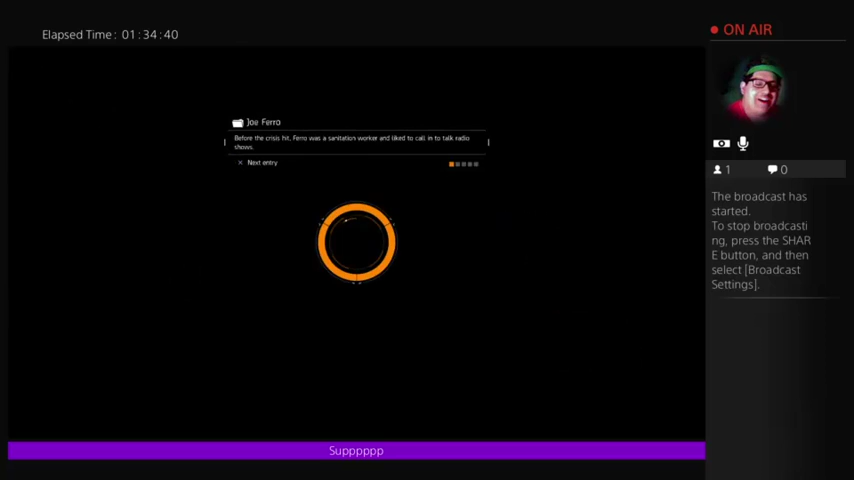 Elapsed Time: 01:34:40
ON AIR
Joe Ferro
Before the crisis hit, Ferro was a sanitation worker and liked to call in to talk radio
shows.
Next entry
1
0
The broadcast has
started.
To stop broadcasti
ng, press the SHAR
E button, and then
select [Broadcast
Settings].
Supppppp